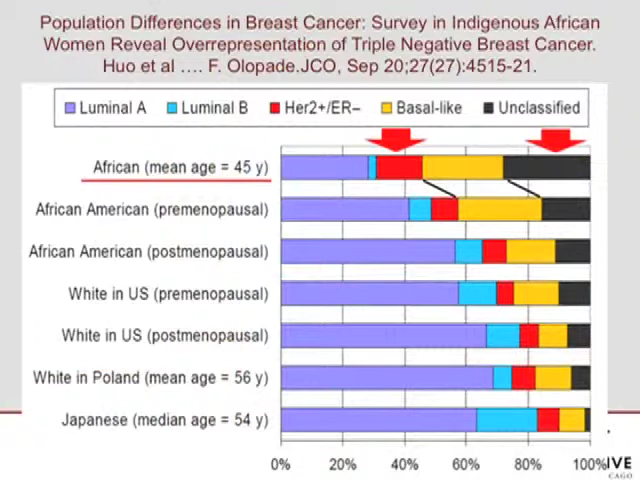 Population Differences in Breast Cancer: Survey in Indigenous African
Women Reveal Overrepresentation of Triple Negative Breast Cancer.
Huo et al .... F. Olopade.JCO, Sep 20;27(27):4515-21.
Luminal A Luminal B Her2+/ER– Basal-like Unclassified
African (mean age = 45 y)
African American (premenopausal)
African American (postmenopausal)
White in US (premenopausal)
White in US (postmenopausal)
White in Poland (mean age = 56 y)
Japanese (median age = 54 y)
0% 20% 40% 60% 80% 100%
IVE
CAGO